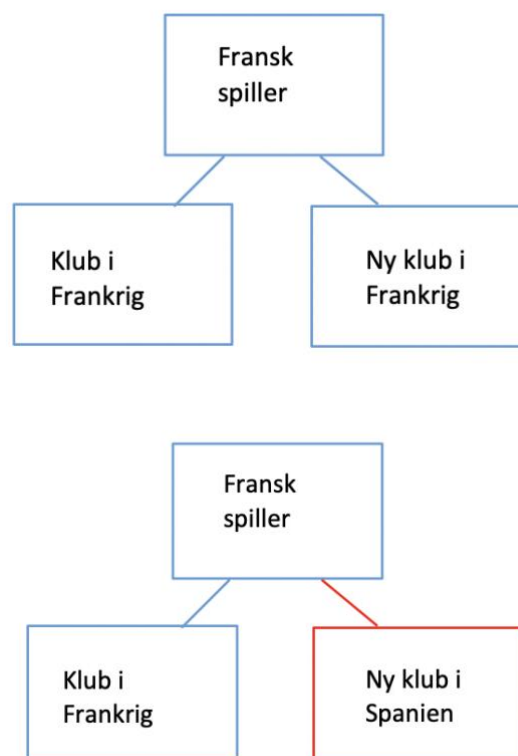 Fransk
spiller
Klub i
Frankrig
Ny klub i
Frankrig
Fransk
spiller
Klub i
Frankrig
Ny klub i
Spanien